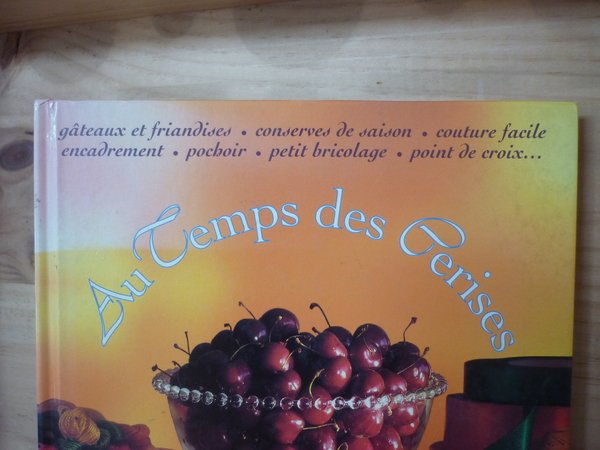 gâteaux et friandises • conserves de saison • couture facile
encadrement • pochoir • petit bricolage • point de croix...
Au Temps des Cerises